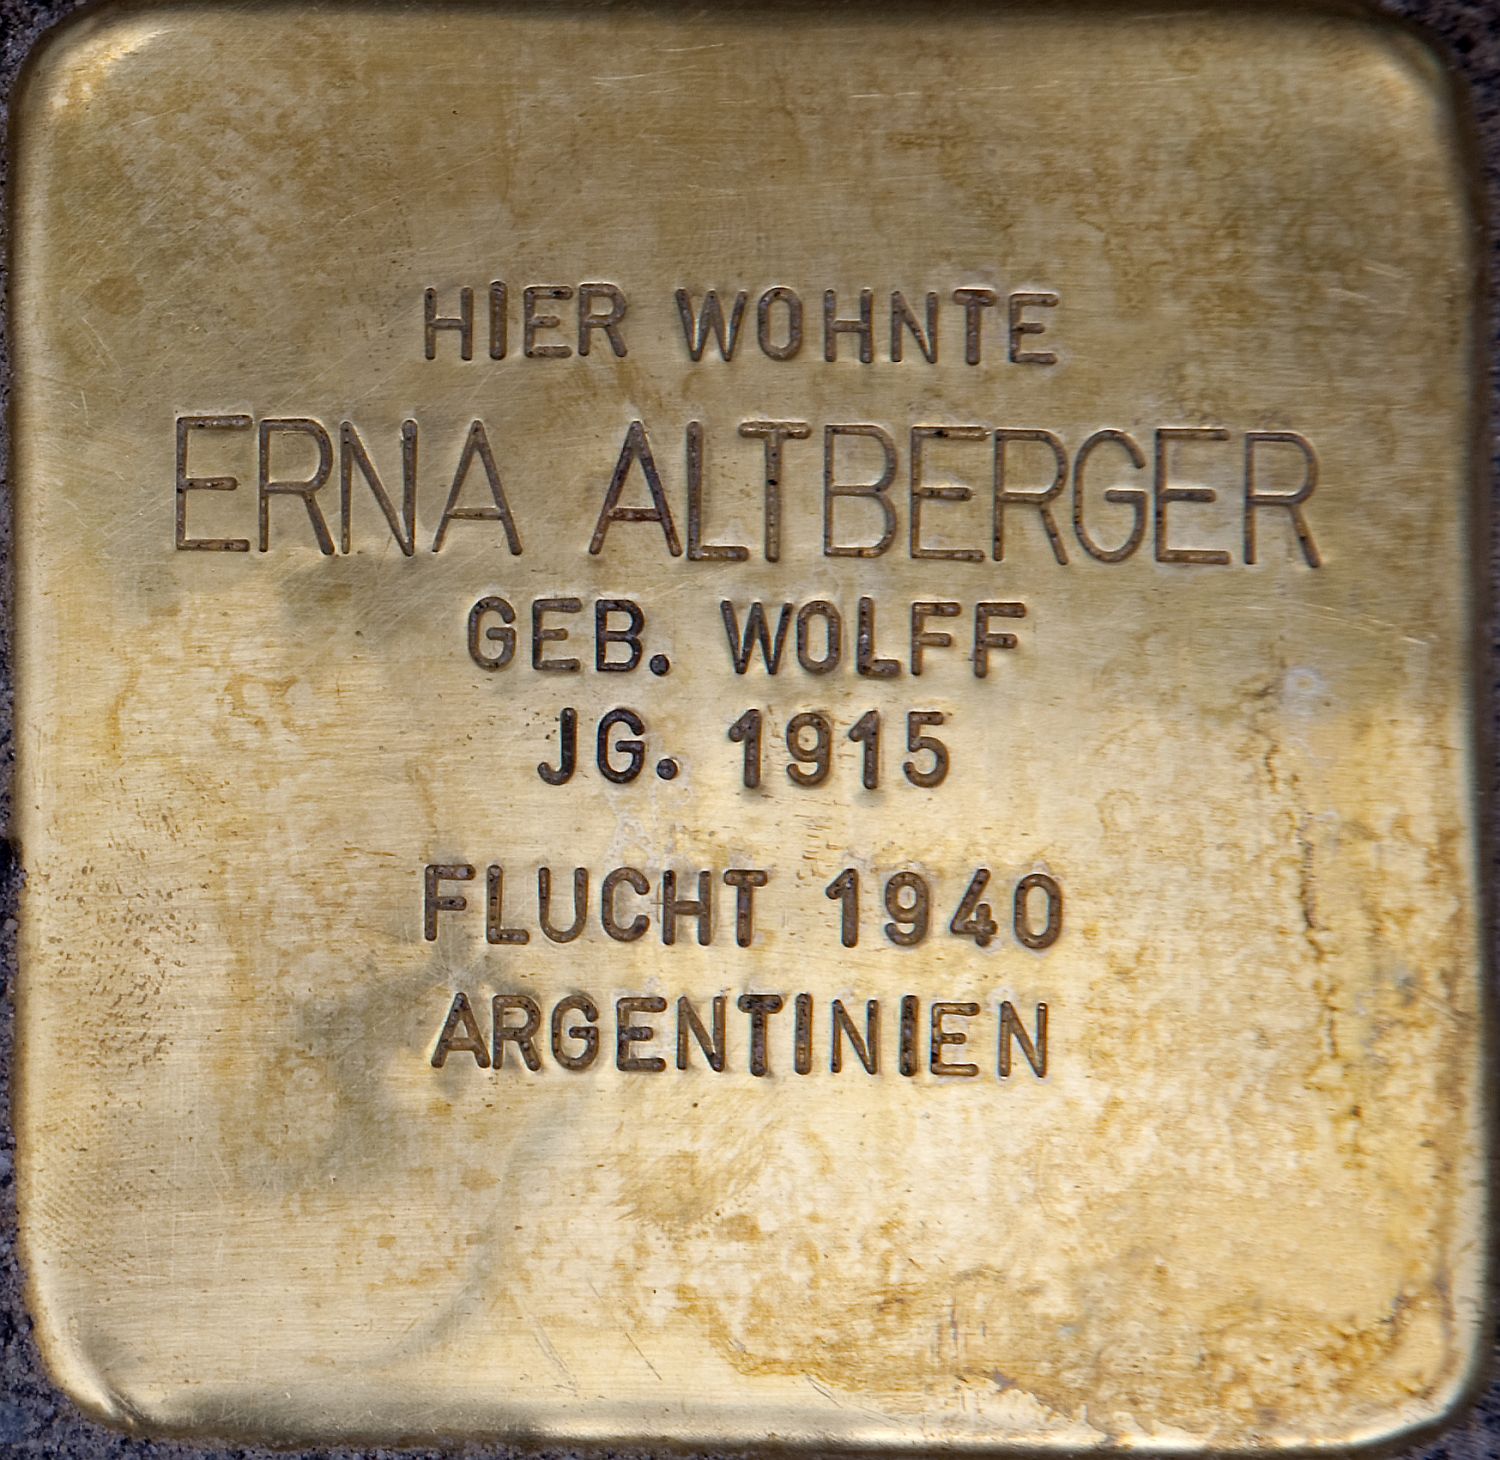 HIER WOHNTE
ERNA ALTBERGER
GEB. WOLFF
JG. 1915
FLUCHT 1940
ARGENTINIEN